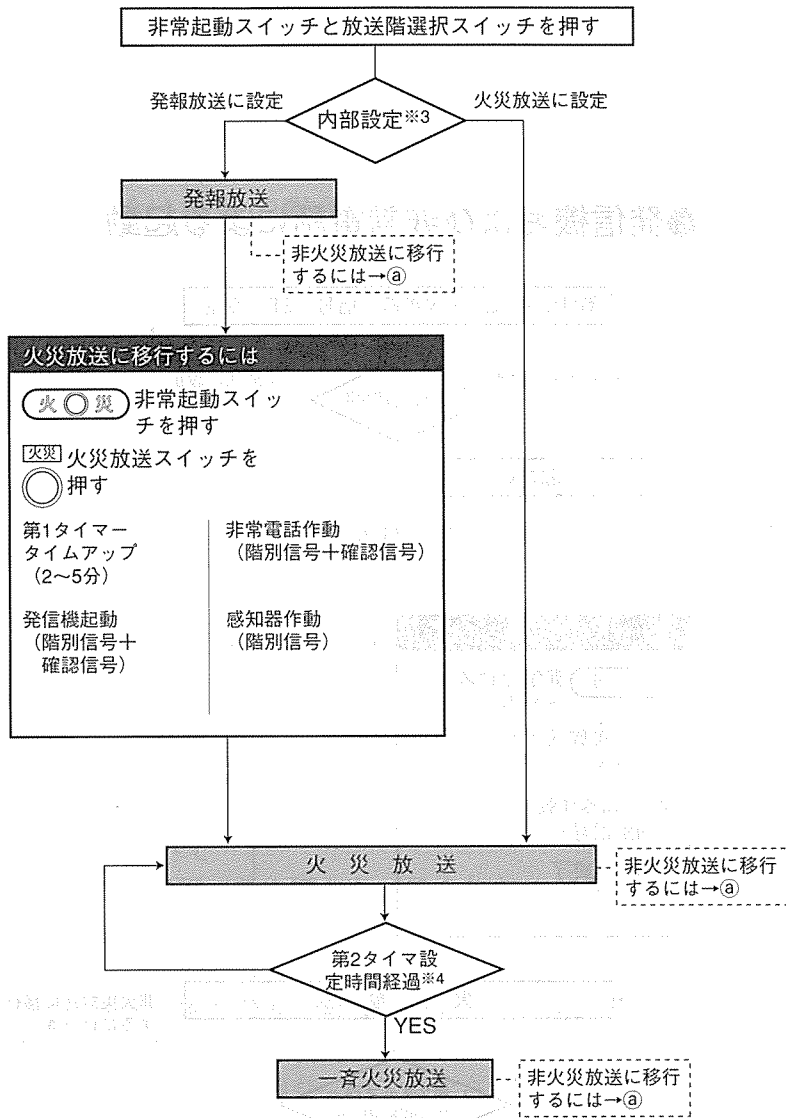 非常起動スイッチと放送階選択スイッチを押す
発報放送に設定
火災放送に設定
内部設定※3
発報放送
非火災放送に移行
するには→ⓐ
火災放送に移行するには
火 災 非常起動スイッ
チを押す
火災 火災放送スイッチを
押す
第1タイマー
タイムアップ
（2〜5分）
非常電話作動
（階別信号＋確認信号）
発信機起動
（階別信号＋
確認信号）
感知器作動
（階別信号）
火 災 放 送
非火災放送に移行
するには→ⓐ
第2タイマ設
定時間経過※4
YES
一斉火災放送
非火災放送に移行
するには→ⓐ